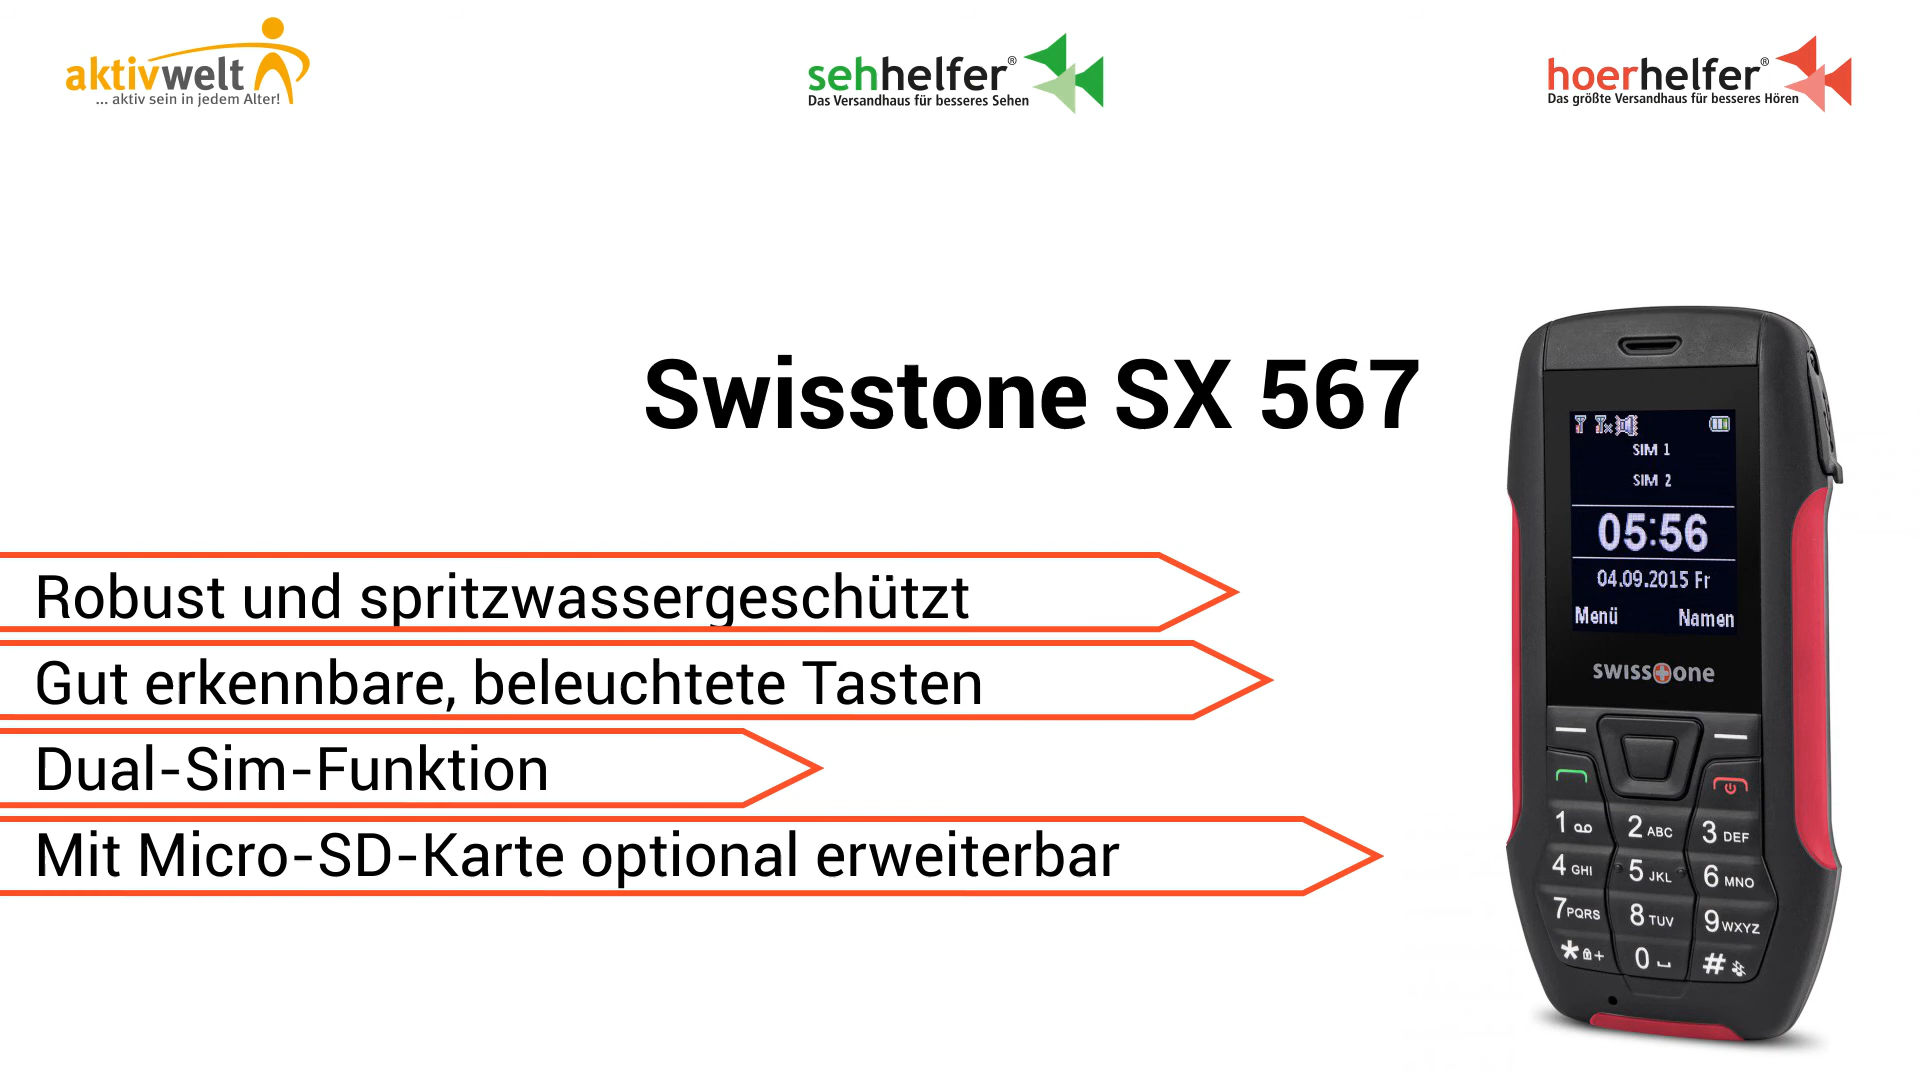 aktivwelt
... aktiv sein in jedem Alter!
sehhelfer®
Das Versandhaus für besseres Sehen
hoerhelfer®
Das größte Versandhaus für besseres Hören
Swisstone SX 567
Robust und spritzwassergeschützt
Gut erkennbare, beleuchtete Tasten
Dual-Sim-Funktion
Mit Micro-SD-Karte optional erweiterbar
SIM 1
SIM 2
05:56
04.09.2015 Fr
Menü Namen
swisstone
1 2 ABC 3 DEF
4 GHI 5 JKL 6 MNO
7 PQRS 8 TUV 9 WXYZ
* + 0 #